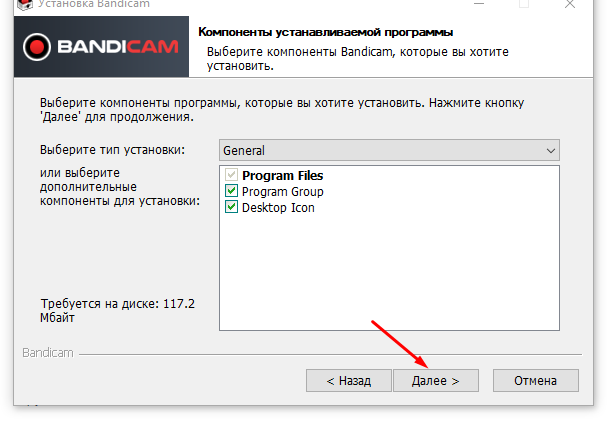 Установка Bandicam
BANDICAM
Компоненты устанавливаемой программы
Выберите компоненты Bandicam, которые вы хотите
установить.
Выберите компоненты программы, которые вы хотите установить. Нажмите кнопку
'Далее' для продолжения.
Выберите тип установки:
General
или выберите
дополнительные
компоненты для установки:
Program Files
Program Group
Desktop Icon
Требуется на диске: 117.2
Мбайт
Bandicam
< Назад
Далее >
Отмена